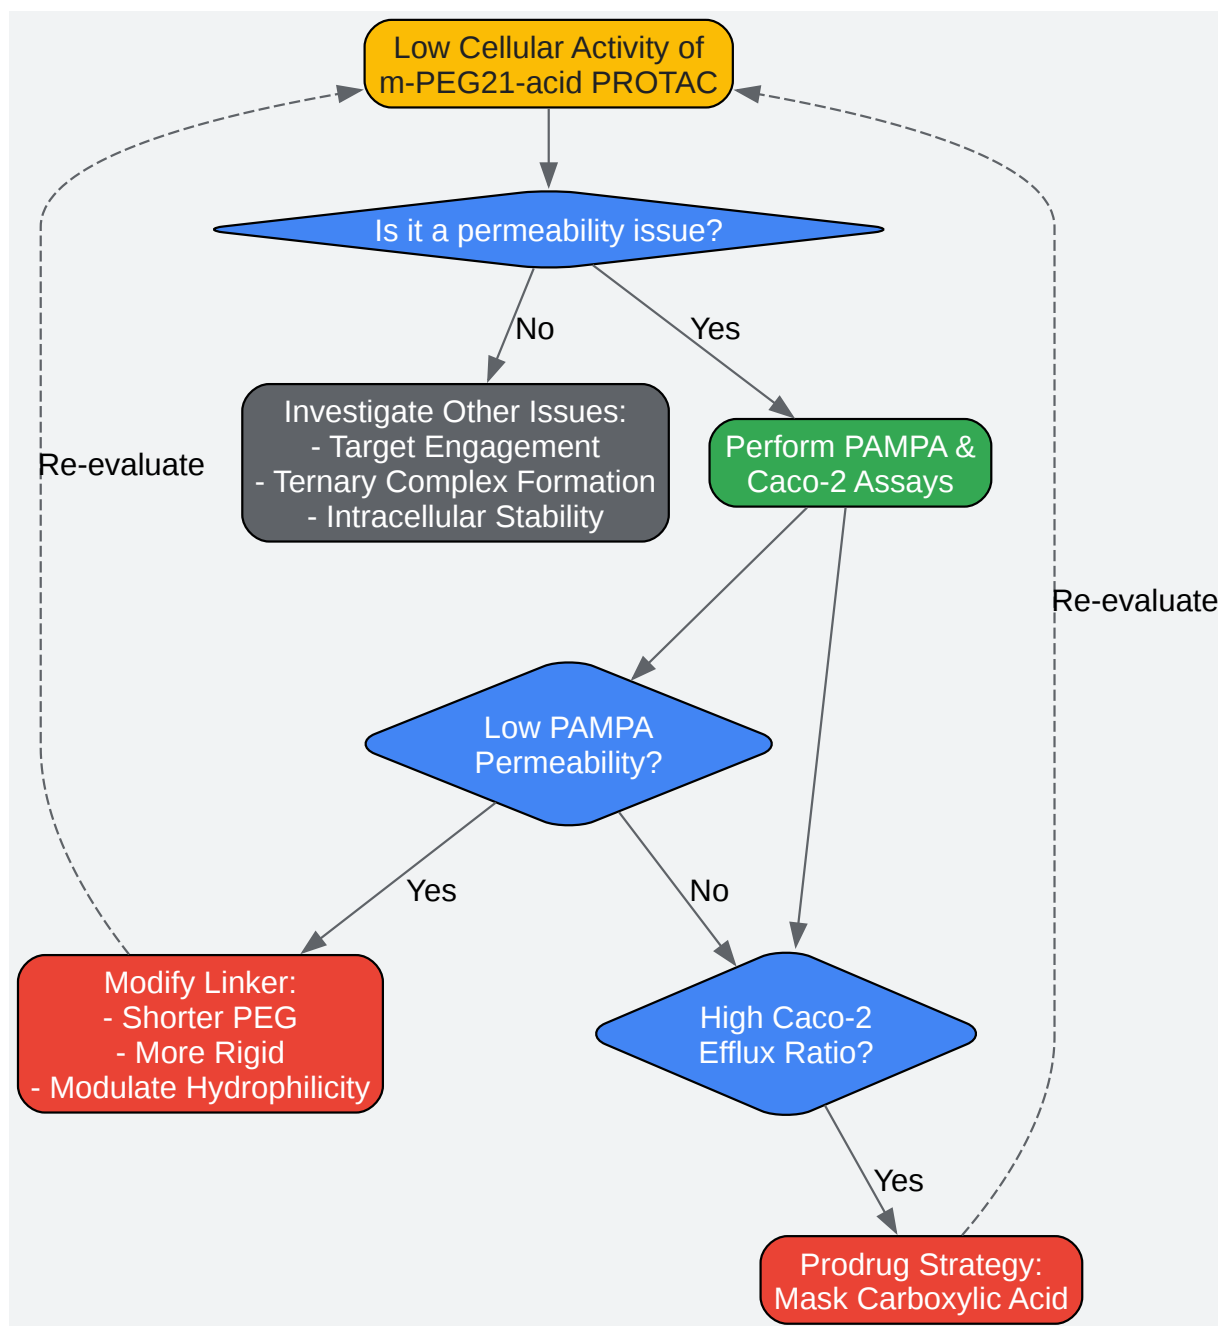 Low Cellular Activity of
m-PEG21-acid PROTAC
Is it a permeability issue?
No
Yes
Investigate Other Issues:
- Target Engagement
- Ternary Complex Formation
- Intracellular Stability
Perform PAMPA &
Caco-2 Assays
Re-evaluate
Re-evaluate
Low PAMPA
Permeability?
Yes
No
Modify Linker:
- Shorter PEG
- More Rigid
- Modulate Hydrophilicity
High Caco-2
Efflux Ratio?
Yes
Prodrug Strategy:
Mask Carboxylic Acid